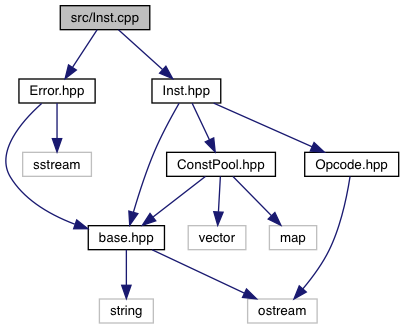 src/Inst.cpp
Error.hpp
Inst.hpp
sstream
ConstPool.hpp
Opcode.hpp
base.hpp
vector
map
string
ostream